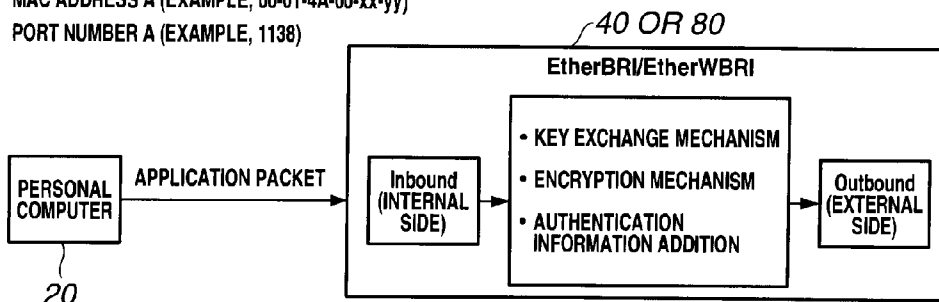 PORT NUMBER A (EXAMPLE, 1138)
40 OR 80
EtherBRI/EtherWBRI
PERSONAL
COMPUTER
APPLICATION PACKET
Inbound
(INTERNAL
SIDE)
• KEY EXCHANGE MECHANISM
• ENCRYPTION MECHANISM
• AUTHENTICATION
INFORMATION ADDITION
Outbound
(EXTERNAL
SIDE)
20